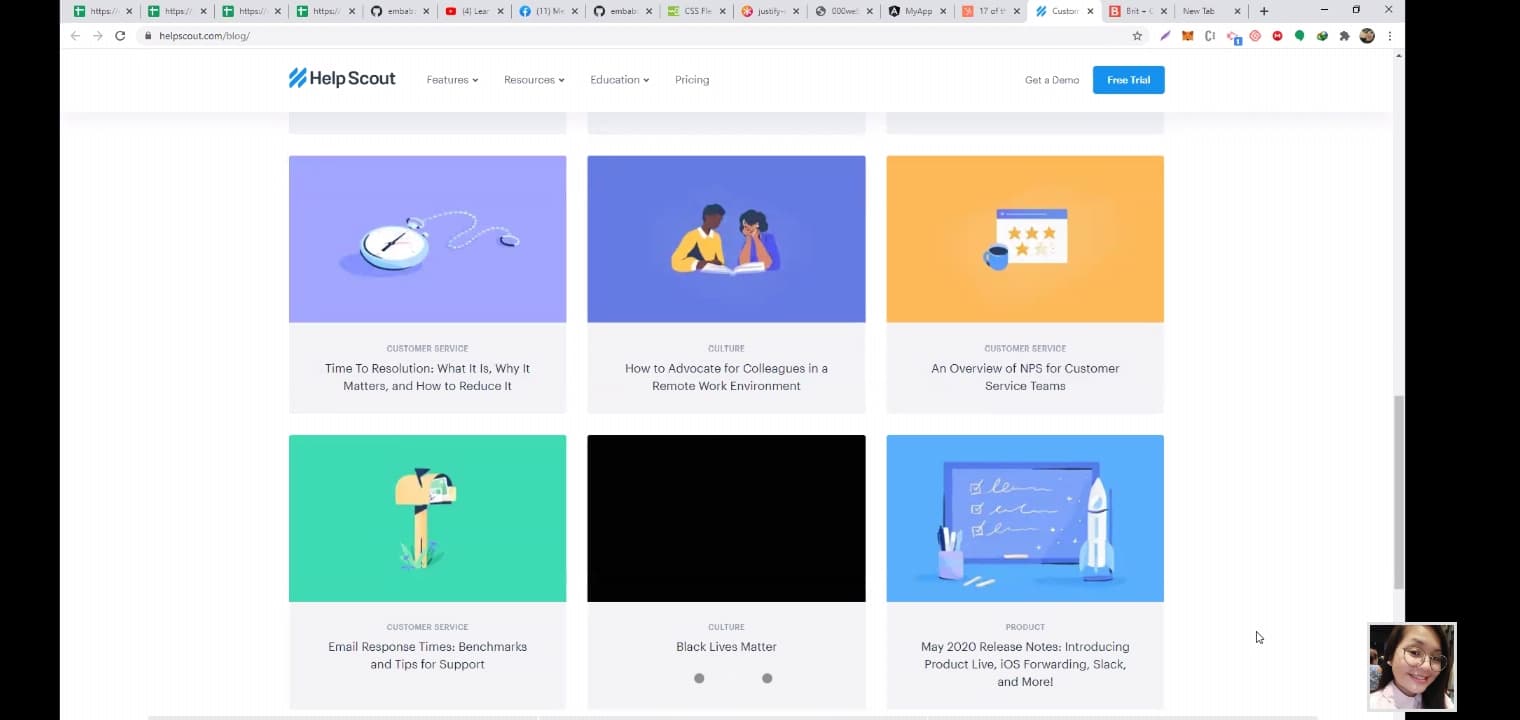 https://
https://
https://
https://
embab
(4) Lear
(11) Me
embab
CSS Fle
justify-
000web
MyApp
17 of th
Custom
Brit + C
New Tab
helpscout.com/blog/
Help Scout
Features
Resources
Education
Pricing
Get a Demo
Free Trial
CUSTOMER SERVICE
Time To Resolution: What It Is, Why It
Matters, and How to Reduce It
CULTURE
How to Advocate for Colleagues in a
Remote Work Environment
CUSTOMER SERVICE
An Overview of NPS for Customer
Service Teams
CUSTOMER SERVICE
Email Response Times: Benchmarks
and Tips for Support
CULTURE
Black Lives Matter
PRODUCT
May 2020 Release Notes: Introducing
Product Live, iOS Forwarding, Slack,
and More!